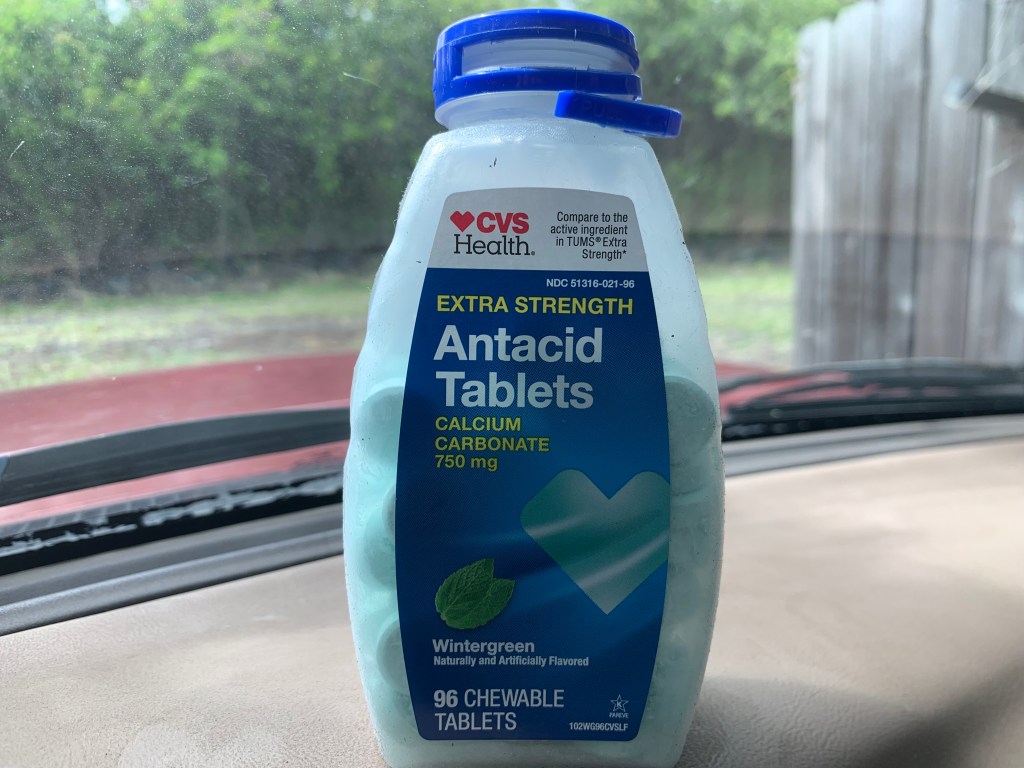 CVS
Health®
Compare to the
active ingredient
in TUMS® Extra
Strength*
NDC 51316-021-96
EXTRA STRENGTH
Antacid
Tablets
CALCIUM
CARBONATE
750 mg
Wintergreen
Naturally and Artificially Flavored
96 CHEWABLE
TABLETS
K
PAREVE
102WG96CVSLF